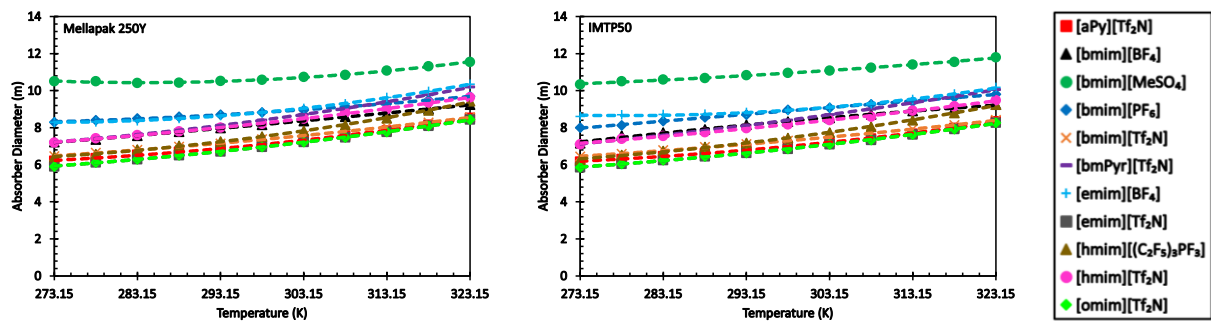 Mellapak 250Y
Absorber Diameter (m)
14
12
10
8
6
4
2
0
273.15 283.15 293.15 303.15 313.15 323.15
Temperature (K)
IMTP50
Absorber Diameter (m)
14
12
10
8
6
4
2
0
273.15 283.15 293.15 303.15 313.15 323.15
Temperature (K)
[aPy][Tf₂N]
[bmim][BF₄]
[bmim][MeSO₄]
[bmim][PF₆]
[bmim][Tf₂N]
[bmPyr][Tf₂N]
[emim][BF₄]
[emim][Tf₂N]
[hmim][(C₂F₅)₃PF₃]
[hmim][Tf₂N]
[omim][Tf₂N]